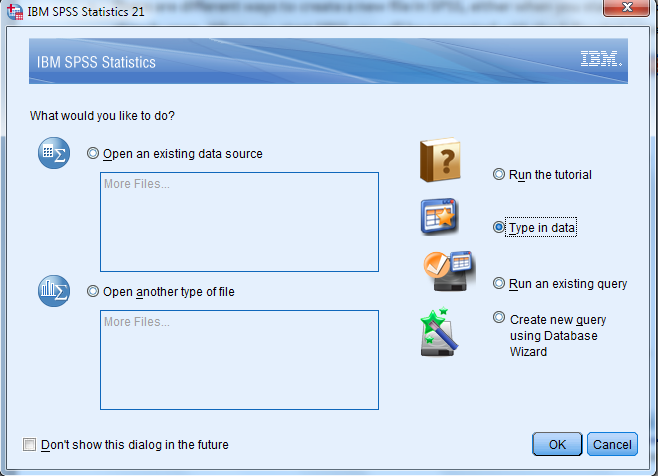 IBM SPSS Statistics 21
IBM SPSS Statistics
IBM.
What would you like to do?
Open an existing data source
More Files...
Open another type of file
More Files...
Run the tutorial
Type in data
Run an existing query
Create new query
using Database
Wizard
Don't show this dialog in the future
OK
Cancel